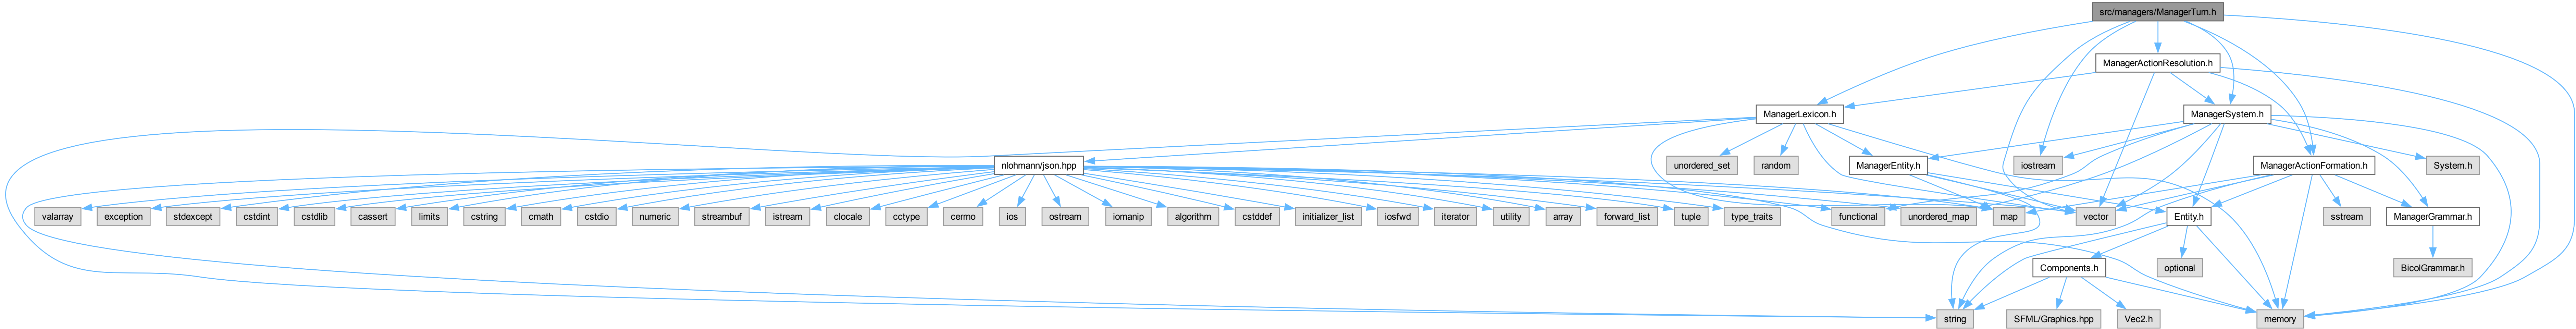 src/managers/ManagerTurn.h
ManagerActionResolution.h
ManagerLexicon.h
ManagerSystem.h
nlohmann/json.hpp
unordered_set
random
ManagerEntity.h
iostream
ManagerActionFormation.h
System.h
valarray
exception
stdexcept
cstdint
cstdlib
cassert
limits
cstring
cmath
cstdio
numeric
streambuf
istream
clocale
cctype
cerrno
ios
ostream
iomanip
algorithm
cstddef
initializer_list
iosfwd
iterator
utility
array
forward_list
tuple
type_traits
functional
unordered_map
map
vector
Entity.h
sstream
ManagerGrammar.h
Components.h
optional
BicolGrammar.h
string
SFML/Graphics.hpp
Vec2.h
memory